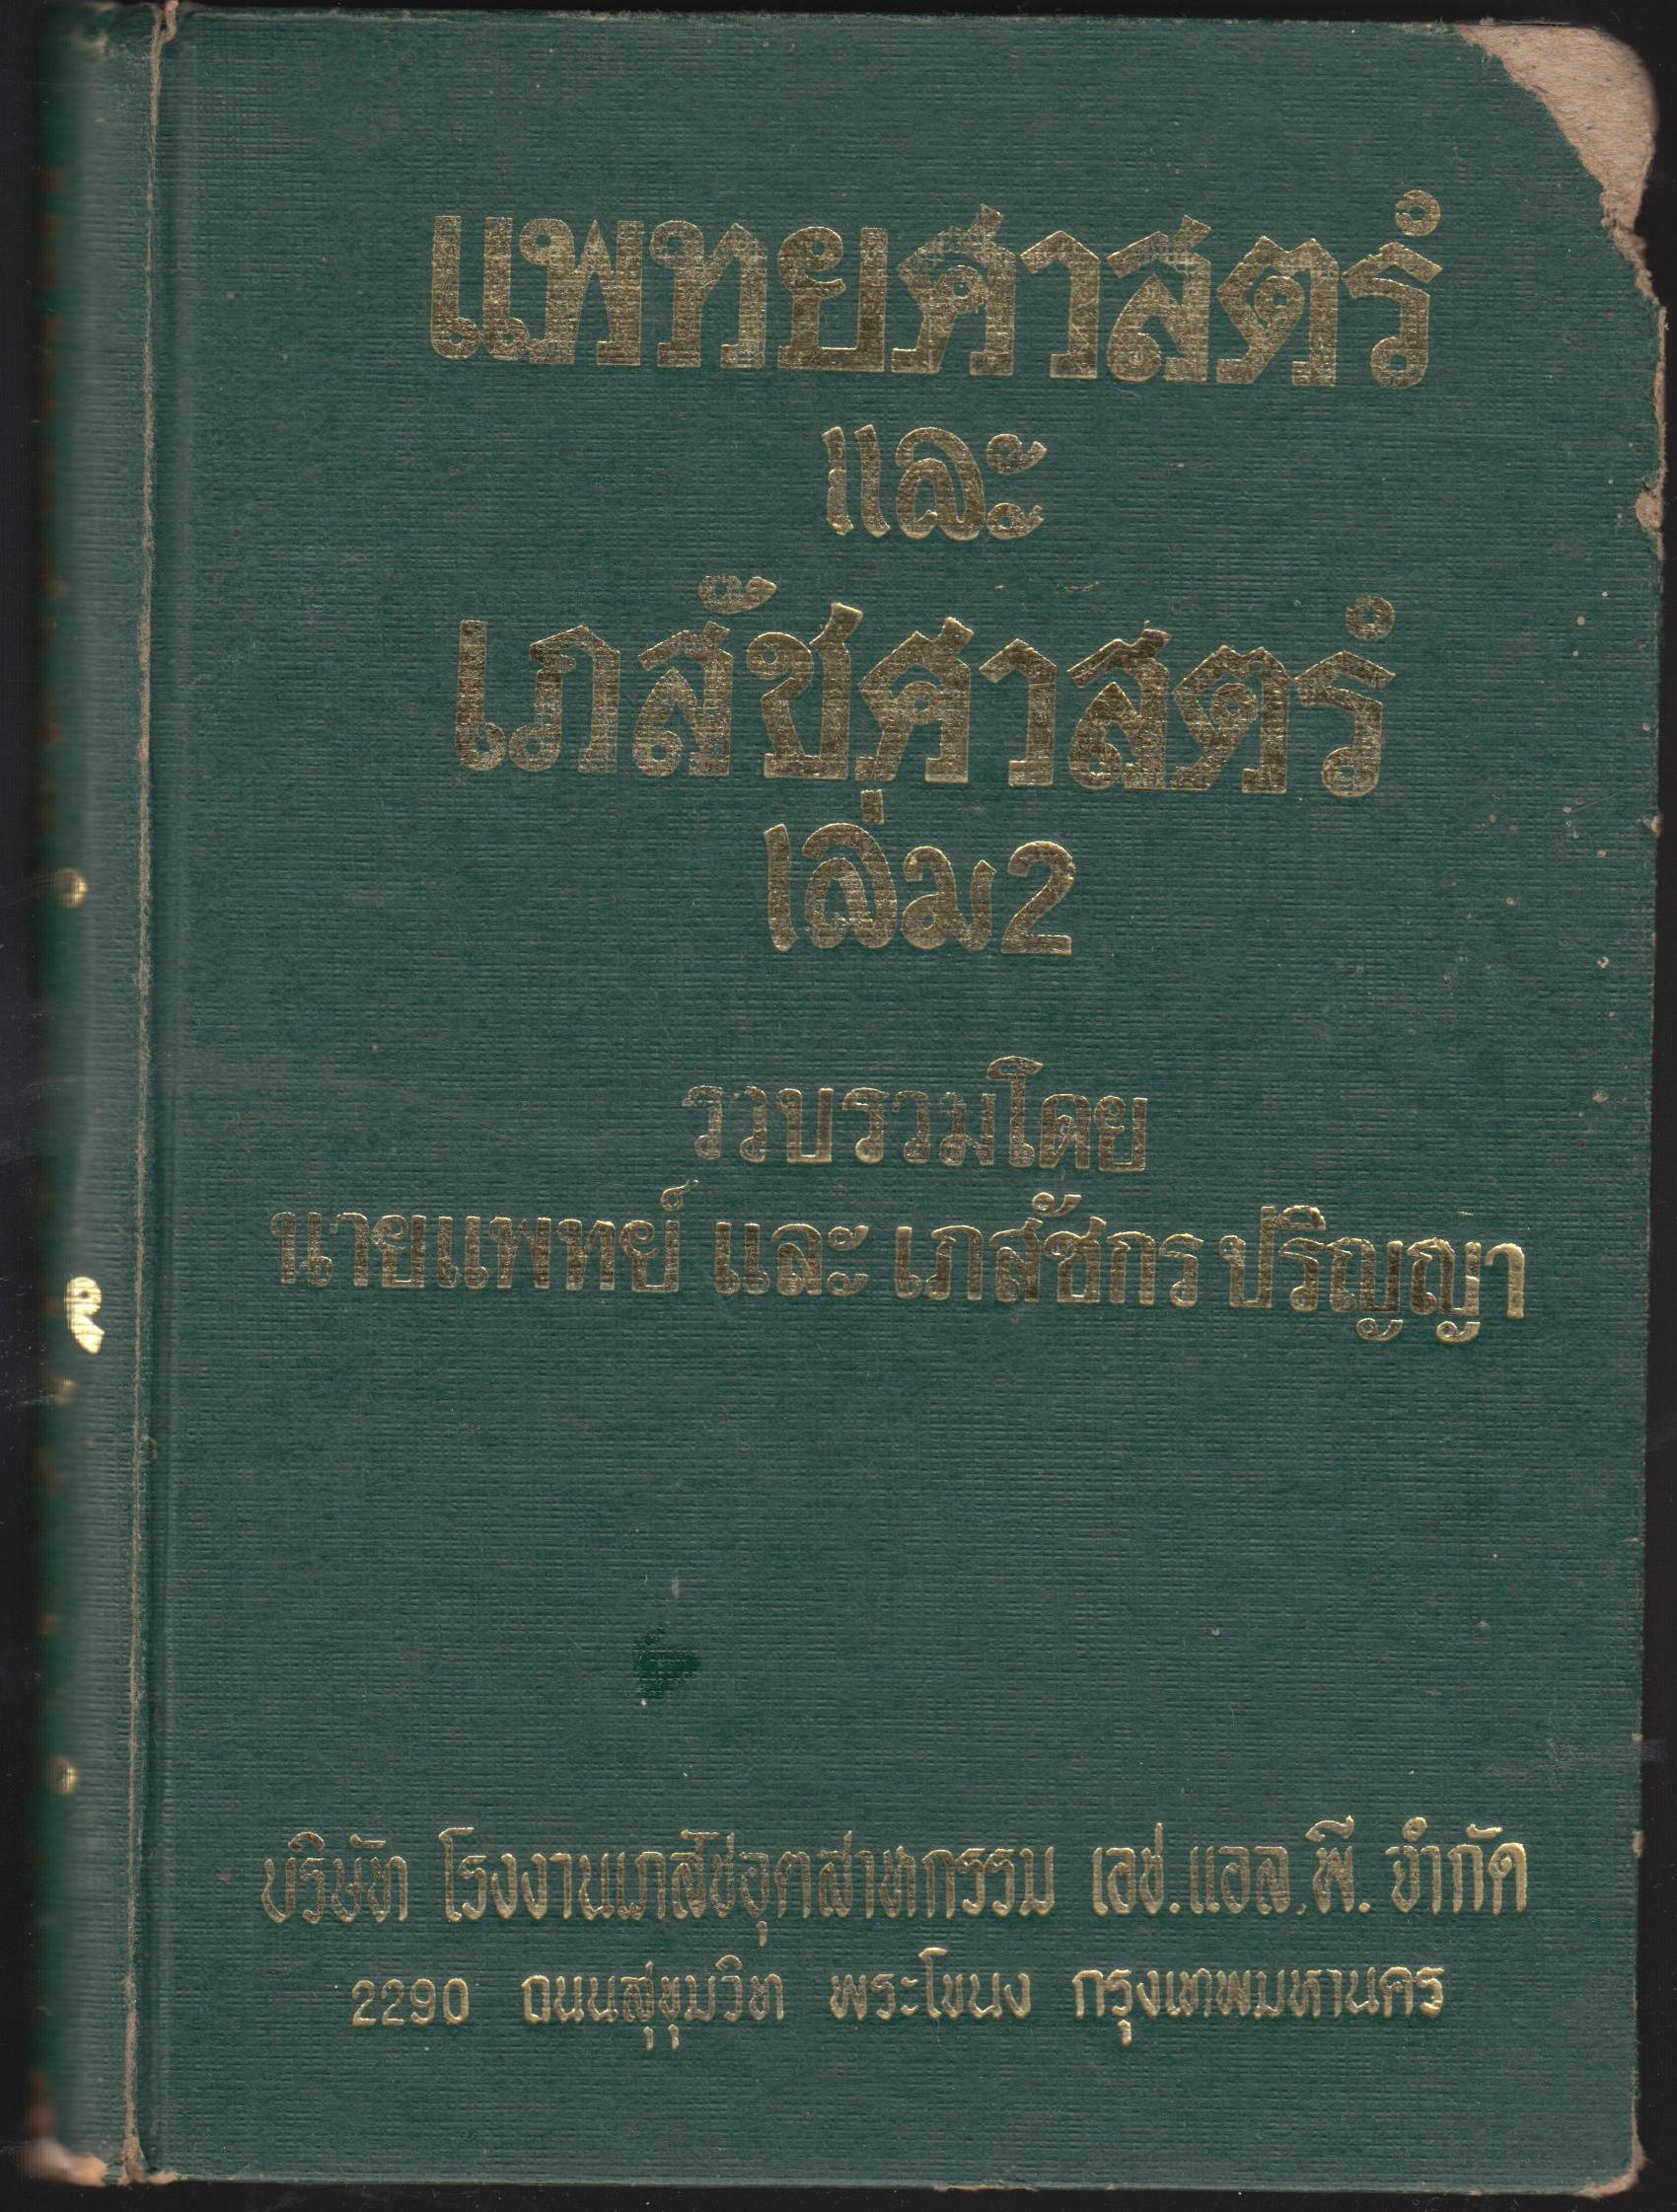 แพทยศาสตร์
และ
เภสัชศาสตร์
เล่ม2
รวบรวมโดย
นายแพทย์ และ เภสัชกร ปริญญา
บริษัท โรงงานเภสัชอุตสาหกรรม เอช.แอล.พี. จำกัด
2290 ถนนสุขุมวิท พระโขนง กรุงเทพมหานคร